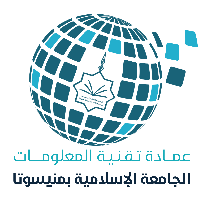 عمادة تقنية المعلومات
الجامعة الإسلامية بمنيسوتا